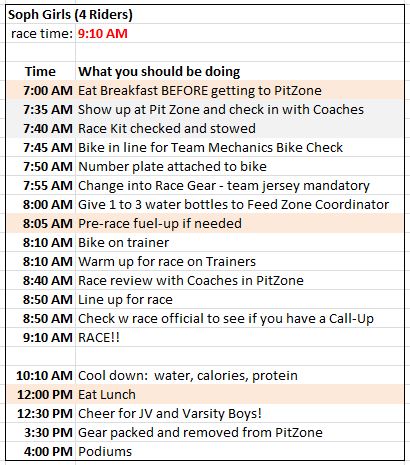 Soph Girls (4 Riders)
race time: 9:10 AM
Time What you should be doing
7:00 AM Eat Breakfast BEFORE getting to PitZone
7:35 AM Show up at Pit Zone and check in with Coaches
7:40 AM Race Kit checked and stowed
7:45 AM Bike in line for Team Mechanics Bike Check
7:50 AM Number plate attached to bike
7:55 AM Change into Race Gear - team jersey mandatory
8:00 AM Give 1 to 3 water bottles to Feed Zone Coordinator
8:05 AM Pre-race fuel-up if needed
8:10 AM Bike on trainer
8:10 AM Warm up for race on Trainers
8:40 AM Race review with Coaches in PitZone
8:50 AM Line up for race
8:50 AM Check w race official to see if you have a Call-Up
9:10 AM RACE!!
10:10 AM Cool down: water, calories, protein
12:00 PM Eat Lunch
12:30 PM Cheer for JV and Varsity Boys!
3:30 PM Gear packed and removed from PitZone
4:00 PM Podiums